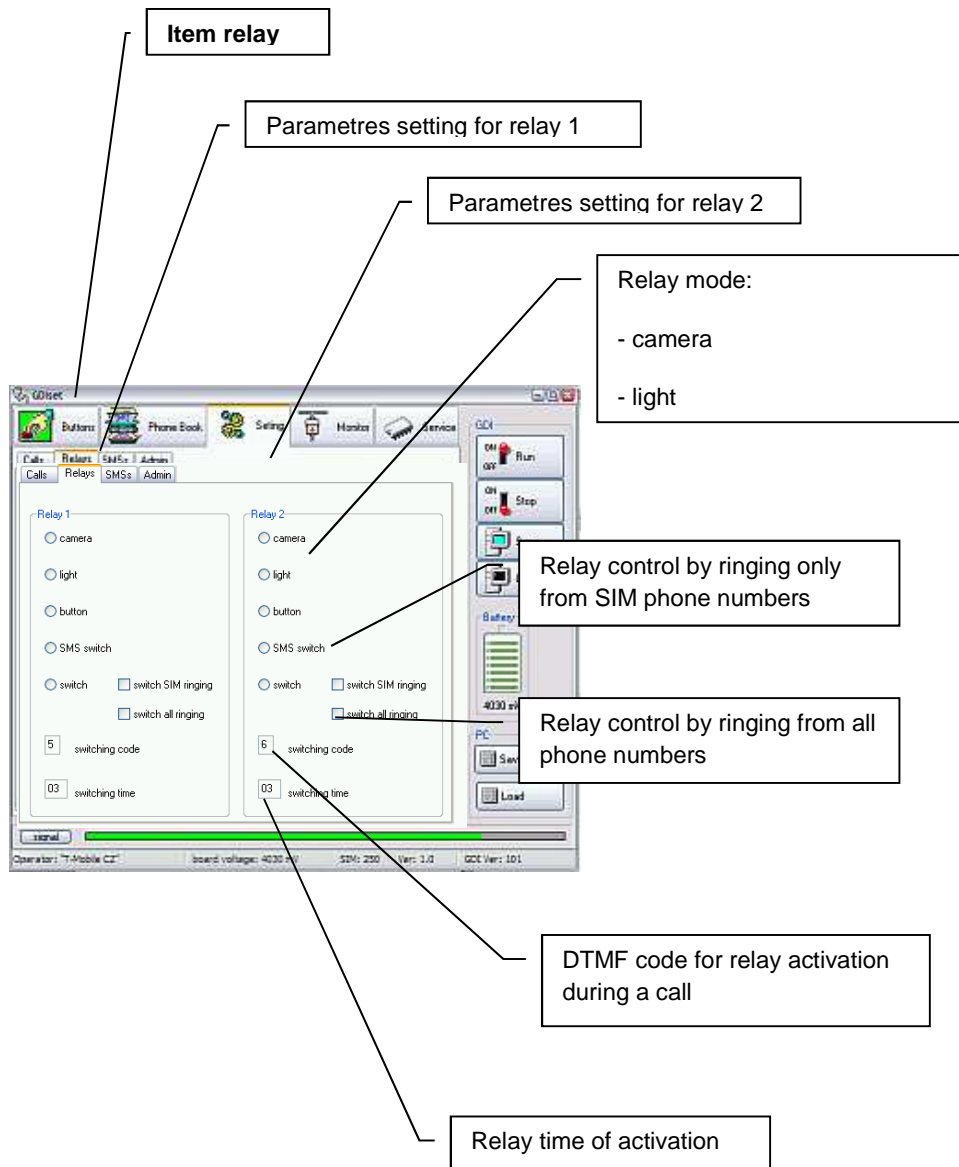 Item relay
Parametres setting for relay 1
Parametres setting for relay 2
Relay mode:
- camera
- light
GDIset
Buttons Phone Book Seting Monitor Service
GDI
Calls Relays SMSs Admin
Calls Relays SMSs Admin
ON
OFF
Run
ON
OFF
Stop
Relay 1 Relay 2
camera camera
light light
button button
SMS switch SMS switch
switch switch SIM ringing switch switch SIM ringing
switch all ringing switch all ringing
5 switching code 6 switching code
03 switching time 03 switching time
Relay control by ringing only
from SIM phone numbers
Battery
4030
Relay control by ringing from all
phone numbers
PC
Load
signal
Operator: "T-Mobile CZ" board voltage: 4030 mV SIM: 250 Ver: 1.0 GDI Ver: 101
DTMF code for relay activation
during a call
Relay time of activation